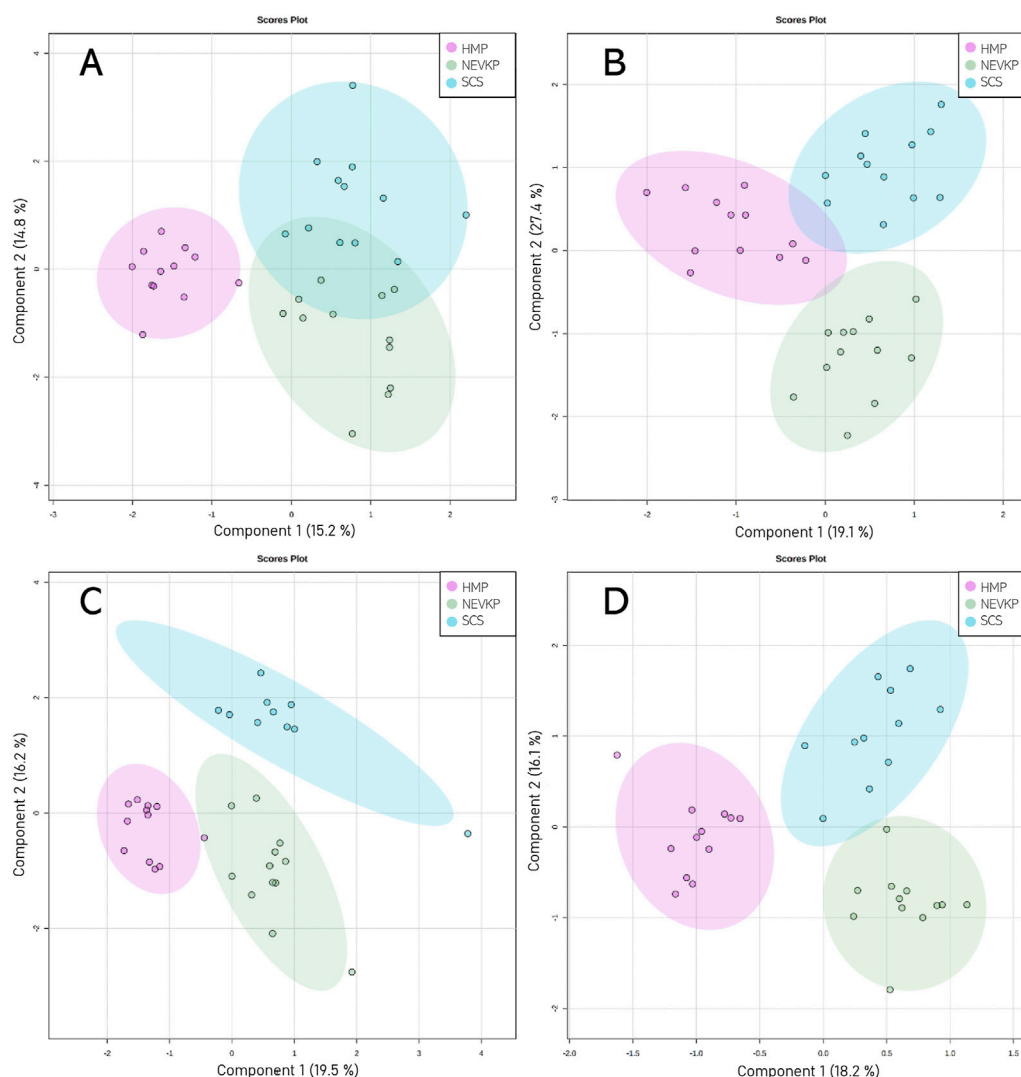 Scores Plot
A
HMP
NEVKP
SCS
Component 2 (14.8 %)
4
2
0
-2
-4
-3
-2
-1
0
1
2
Component 1 (15.2 %)
Scores Plot
B
HMP
NEVKP
SCS
Component 2 (27.4 %)
2
1
0
-1
-2
-3
-2
-1
0
1
2
Component 1 (19.1 %)
Scores Plot
C
HMP
NEVKP
SCS
Component 2 (16.2 %)
4
2
0
-2
-2
-1
0
1
2
3
4
Component 1 (19.5 %)
Scores Plot
D
HMP
NEVKP
SCS
Component 2 (16.1 %)
2
1
0
-1
-2
-2.0
-1.5
-1.0
-0.5
0.0
0.5
1.0
1.5
Component 1 (18.2 %)